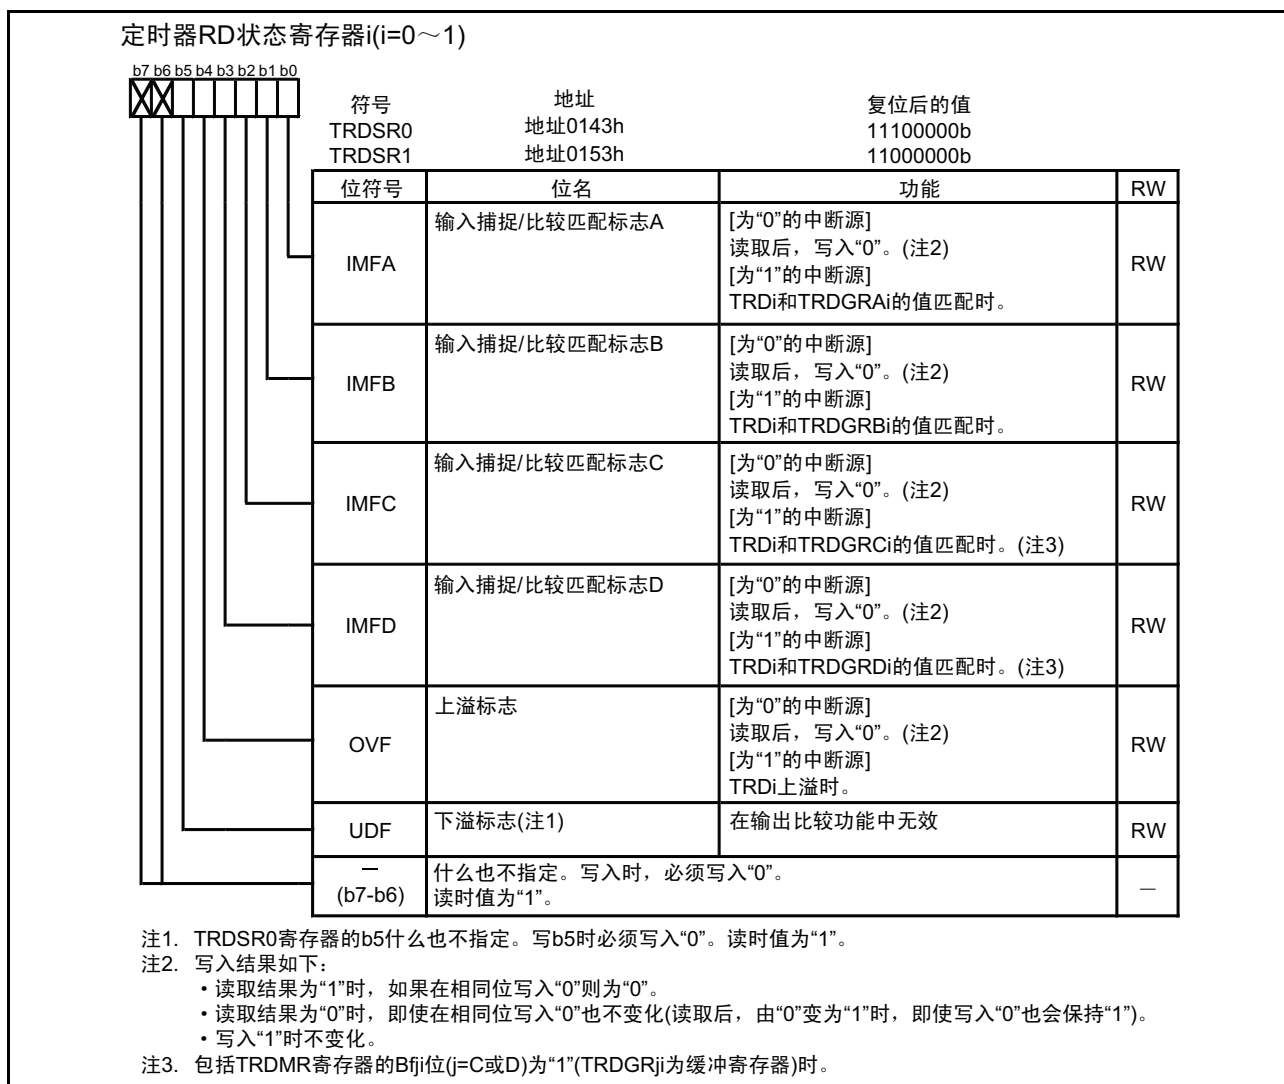 定时器RD状态寄存器i(i=0～1)
b7 b6 b5 b4 b3 b2 b1 b0
符号 地址 复位后的值
TRDSR0 地址0143h 11100000b
TRDSR1 地址0153h 11000000b
位符号 位名 功能 RW
IMFA 输入捕捉/比较匹配标志A [为“0”的中断源] RW
读取后，写入“0”。(注2)
[为“1”的中断源]
TRDi和TRDGRAi的值匹配时。
IMFB 输入捕捉/比较匹配标志B [为“0”的中断源] RW
读取后，写入“0”。(注2)
[为“1”的中断源]
TRDi和TRDGRBi的值匹配时。
IMFC 输入捕捉/比较匹配标志C [为“0”的中断源] RW
读取后，写入“0”。(注2)
[为“1”的中断源]
TRDi和TRDGRCi的值匹配时。(注3)
IMFD 输入捕捉/比较匹配标志D [为“0”的中断源] RW
读取后，写入“0”。(注2)
[为“1”的中断源]
TRDi和TRDGRDi的值匹配时。(注3)
OVF 上溢标志 [为“0”的中断源] RW
读取后，写入“0”。(注2)
[为“1”的中断源]
TRDi上溢时。
UDF 下溢标志(注1) 在输出比较功能中无效 RW
— 什么也不指定。写入时，必须写入“0”。 —
(b7-b6) 读时值为“1”。
注1. TRDSR0寄存器的b5什么也不指定。写b5时必须写入“0”。读时值为“1”。
注2. 写入结果如下：
・读取结果为“1”时，如果在相同位写入“0”则为“0”。
・读取结果为“0”时，即使在相同位写入“0”也不变化(读取后，由“0”变为“1”时，即使写入“0”也会保持“1”)。
・写入“1”时不变化。
注3. 包括TRDMR寄存器的Bfji位(j=C或D)为“1”(TRDGRji为缓冲寄存器)时。